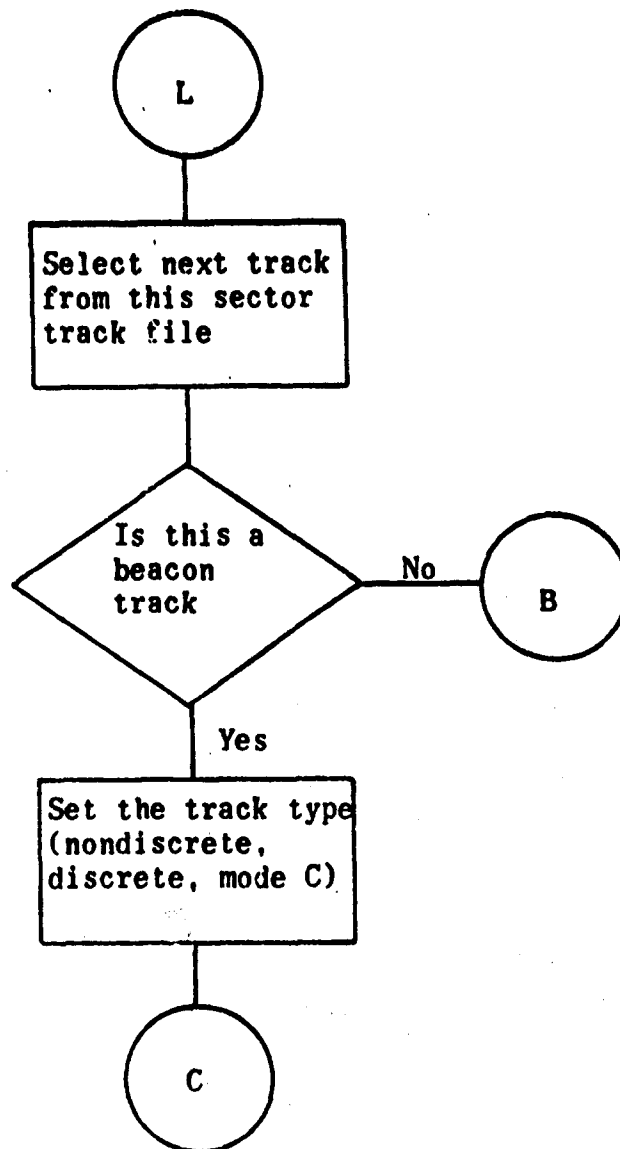 L
Select next track
from this sector
track file
Is this a
beacon
track
No
B
Yes
Set the track type
(nondiscrete,
discrete, mode C)
C